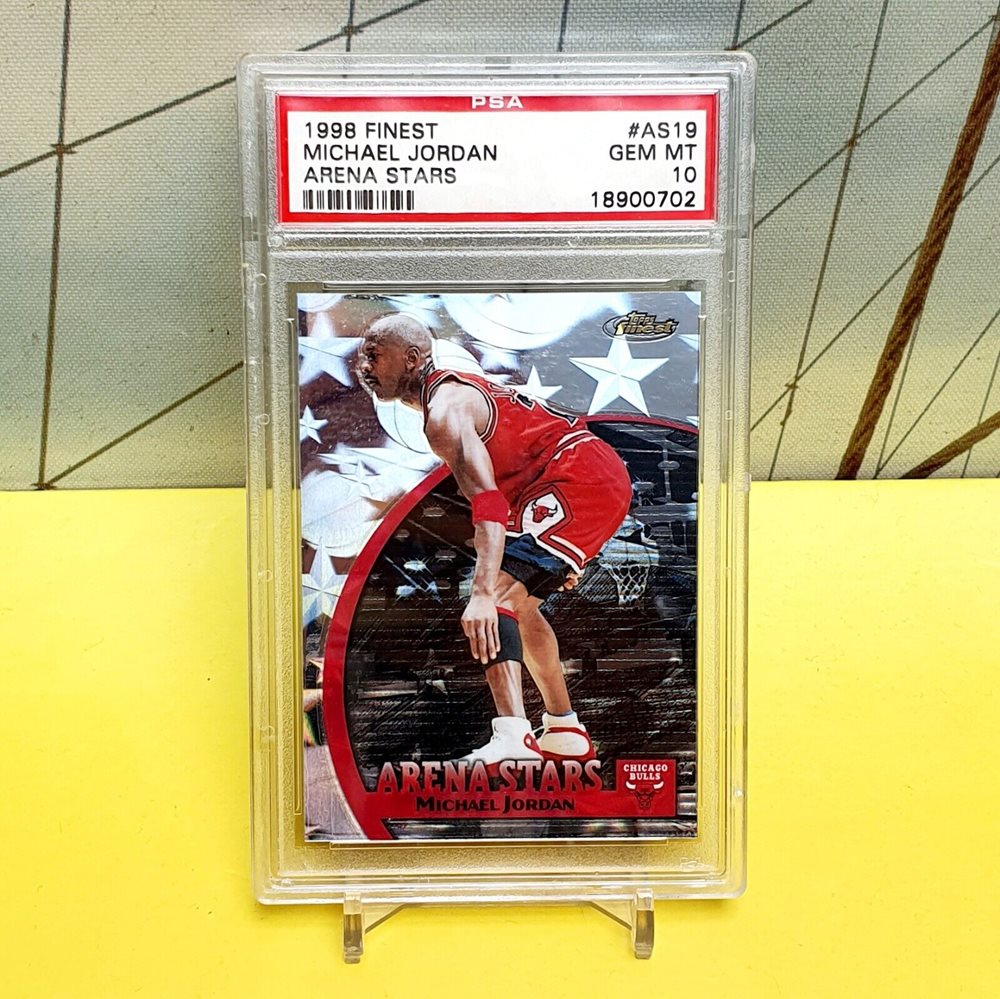 PSA
1998 FINEST #AS19
MICHAEL JORDAN GEM MT
ARENA STARS 10
18900702
Topps
Finest
ARENA STARS
MICHAEL JORDAN
CHICAGO
BULLS